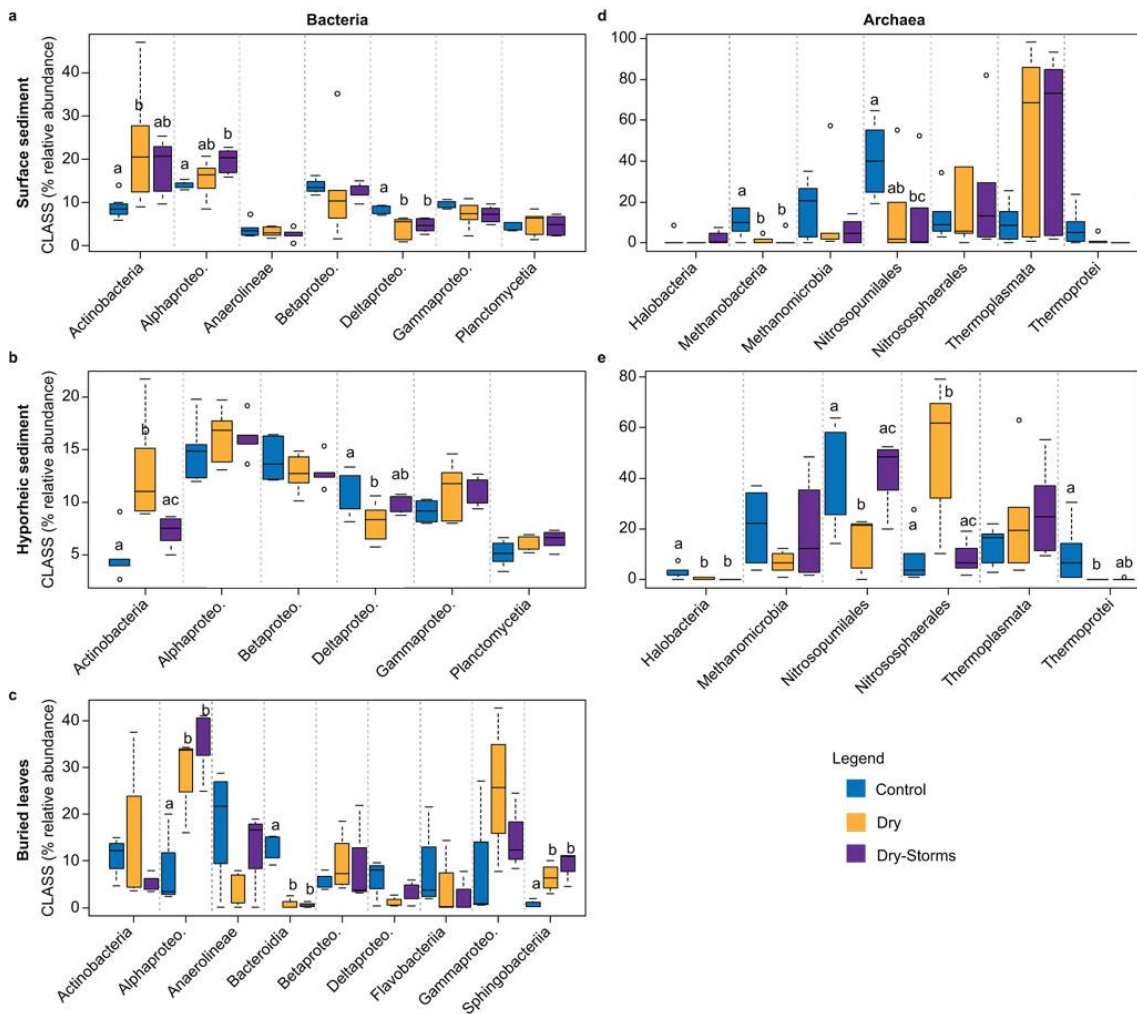 a
Bacteria
Surface sediment
CLASS (% relative abundance)
40
30
20
10
0
a
b
ab
a
ab
b
a
b
b
Actinobacteria
Alphaproteo.
Anaerolineae
Betaproteo.
Deltaproteo.
Gammaproteo.
Planctomycetia
d
Archaea
100
80
60
40
20
0
a
b
b
a
ab
bc
Halobacteria
Methanobacteria
Methanomicrobia
Nitrosopumilales
Nitrososphaerales
Thermoplasmata
Thermoprotei
b
Hyporheic sediment
CLASS (% relative abundance)
20
15
10
5
a
b
ac
a
b
ab
Actinobacteria
Alphaproteo.
Betaproteo.
Deltaproteo.
Gammaproteo.
Planctomycetia
e
80
60
40
20
0
a
b
b
a
b
ac
a
b
ac
a
b
ab
Halobacteria
Methanomicrobia
Nitrosopumilales
Nitrososphaerales
Thermoplasmata
Thermoprotei
c
Buried leaves
CLASS (% relative abundance)
40
30
20
10
0
a
b
b
a
b
b
a
b
b
Actinobacteria
Alphaproteo.
Anaerolineae
Bacteroidia
Betaproteo.
Deltaproteo.
Flavobacteriia
Gammaproteo.
Sphingobacteriia
Legend
Control
Dry
Dry-Storms